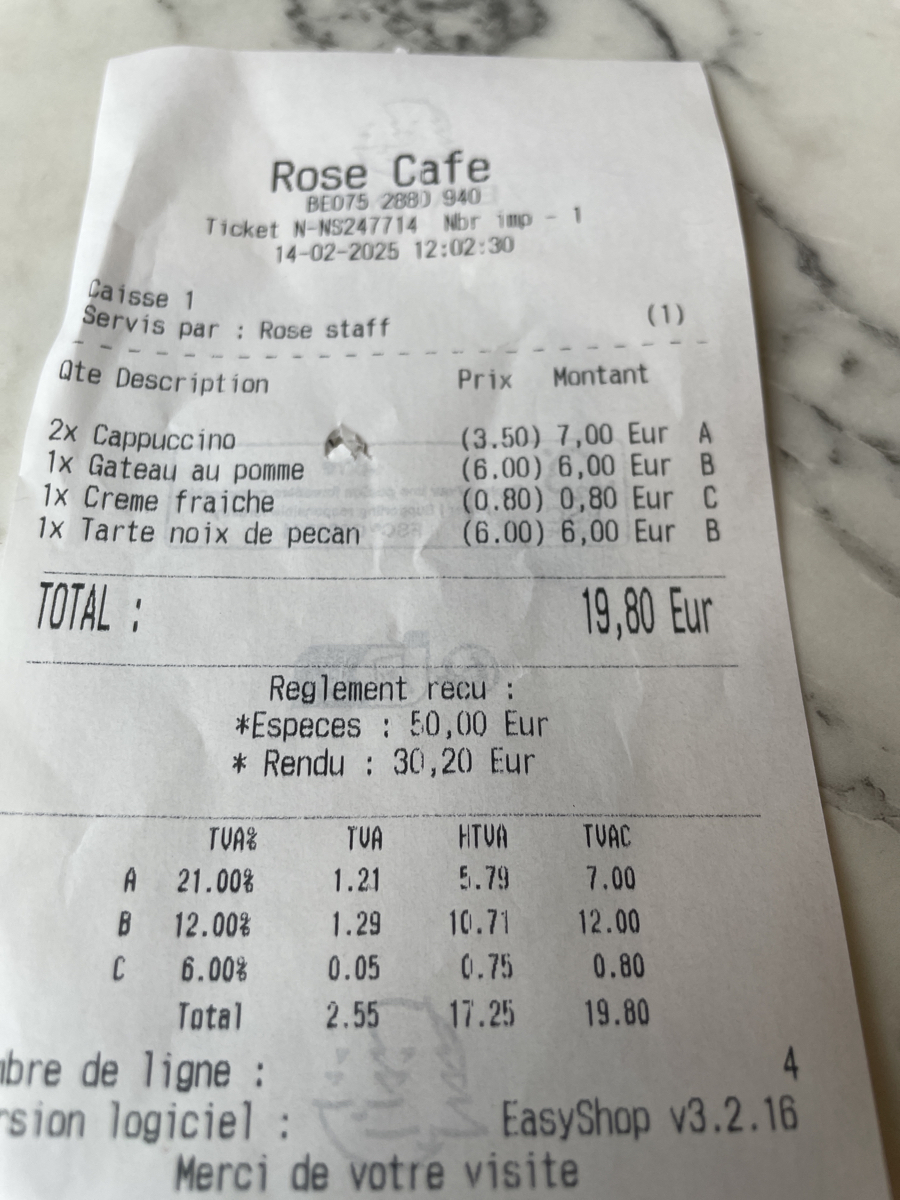 Rose Cafe
BE075 2880 940
Ticket N-NS247714 Nbr imp - 1
14-02-2025 12:02:30
Caisse 1
Servis par : Rose staff (1)
Qte Description Prix Montant
2x Cappuccino (3.50) 7,00 Eur A
1x Gateau au pomme (6.00) 6,00 Eur B
1x Creme fraiche (0.80) 0,80 Eur C
1x Tarte noix de pecan (6.00) 6,00 Eur B
TOTAL : 19,80 Eur
Reglement recu :
*Especes : 50,00 Eur
* Rendu : 30,20 Eur
TVA% TVA HTVA TVAC
A 21.00% 1.21 5.79 7.00
B 12.00% 1.29 10.71 12.00
C 6.00% 0.05 0.75 0.80
Total 2.55 17.25 19.80
mbre de ligne : 4
rsion logiciel : EasyShop v3.2.16
Merci de votre visite